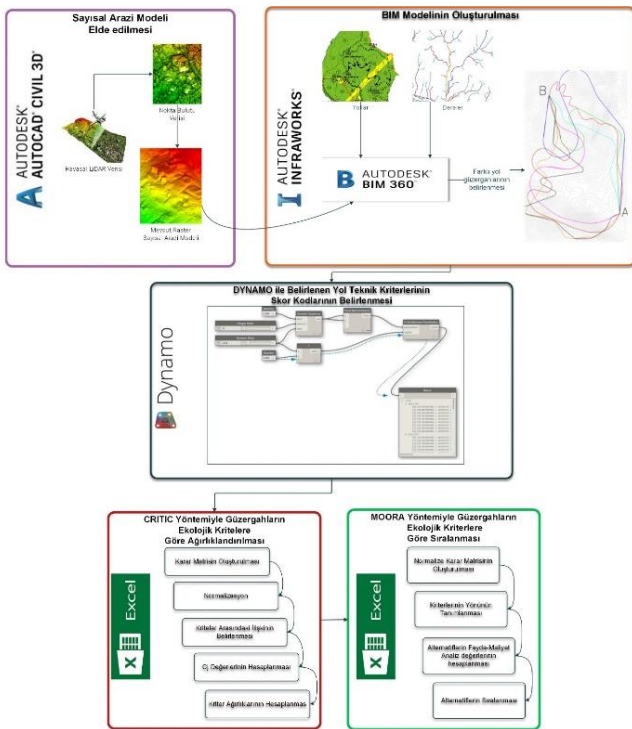 Sayısal Arazi Modeli
Elde edilmesi
AUTODESK®
AUTOCAD® CIVIL 3D®
Nokta Bulutu
Verisi
Havasal LiDAR Verisi
Mevcut Raster
Sayısal Arazi Modeli
BIM Modelinin Oluşturulması
AUTODESK®
INFRAWORKS®
Yollar
Dereler
AUTODESK®
BIM 360™
Farklı yol
güzergahlarının
belirlenmesi
B
A
DYNAMO ile Belirlenen Yol Teknik Kriterlerinin
Skor Kodlarının Belirlenmesi
Dynamo
CRITIC Yöntemiyle Güzergahların
Ekolojik Kritelere
Göre Ağırlıklandırılması
Excel
Karar Matrisin Oluşturulması
Normalizasyon
Kriteler Arasındaki İlişkinin
Belirlenmesi
Cj Değerlerinin Hesaplanması
Kriter Ağırlıklarının Hesaplanması
MOORA Yöntemiyle Güzergahların
Ekolojik Kriterlere
Göre Sıralanması
Excel
Normalize Karar Matrisinin
Oluşturulması
Kriterlerinin Yönünün
Tanımlanması
Alternatiflerin Fayda-Maliyet
Analiz değerlerinin
hesaplanması
Alternatiflerin Sıralanması